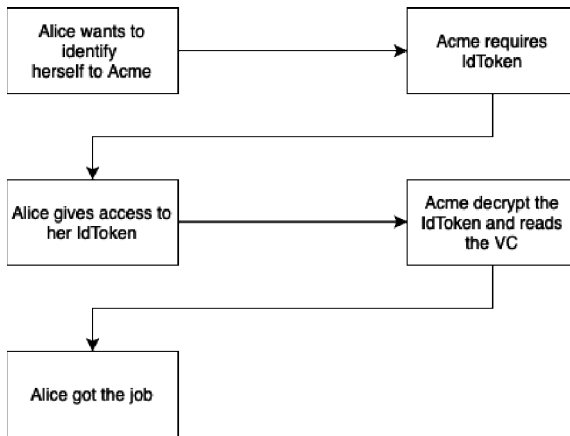 Alice wants to
identify
herself to Acme
Acme requires
IdToken
Alice gives access to
her IdToken
Acme decrypt the
IdToken and reads
the VC
Alice got the job